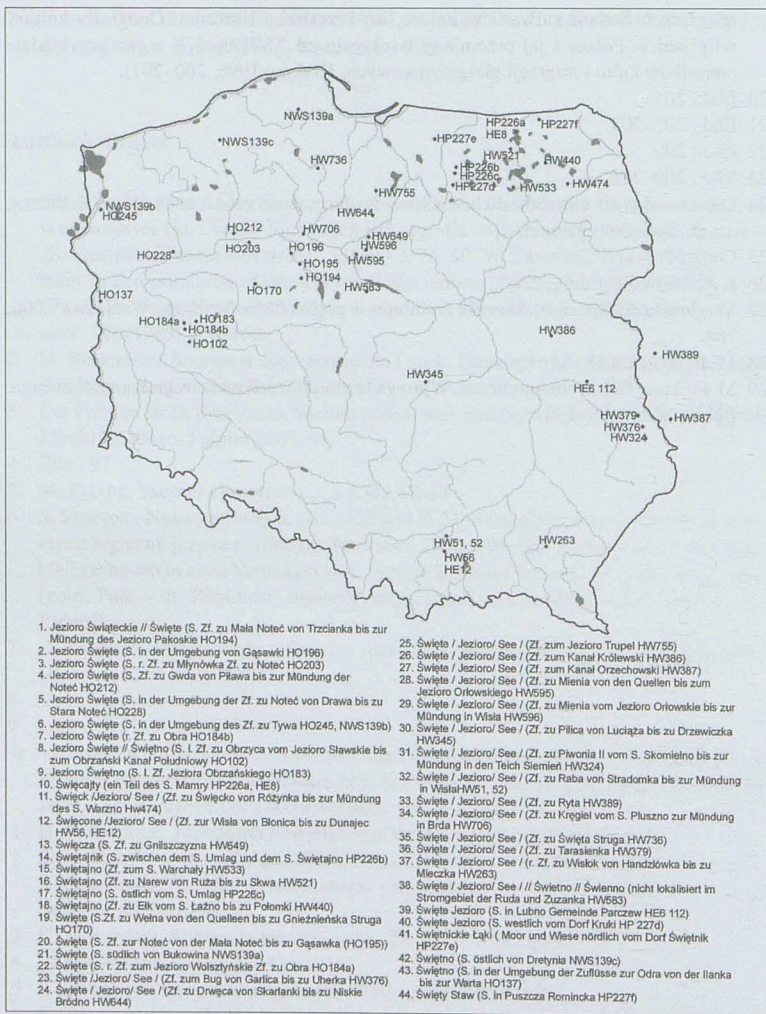 NWS139a
NWS139c
HP226a
HE8
HP227f
HP227e
HW736
HP226b
HW521
HW440
HP226c
HP227d
HW533
HW474
HW755
NWS139b
HO245
HW644
HO212
HW706
HW649
HO203
HO196
HW596
HO228
HO195
HW595
HO194
HW583
HO170
HO137
HO184a
HO183
HO184b
HO102
HW386
HW389
HW345
HE6 112
HW379
HW387
HW376
HW324
HW51, 52
HW56
HE12
HW263
1. Jezioro Świąteckie // Święte (S. Zf. zu Mała Noteć von Trzcianka bis zur
Mündung des Jezioro Pakoskie HO194)
2. Jezioro Święte (S. in der Umgebung von Gąsawki HO196)
3. Jezioro Święte (S. r. Zf. zu Młynówka Zf. zu Noteć HO203)
4. Jezioro Święte (S. Zf. zu Gwda von Piława bis zur Mündung der
Noteć HO212)
5. Jezioro Święte (S. in der Umgebung der Zf. zu Noteć von Drawa bis zu
Stara Noteć HO228)
6. Jezioro Święte (S. in der Umgebung des Zf. zu Tywa HO245, NWS139b)
7. Jezioro Święte (r. Zf. zu Obra HO184b)
8. Jezioro Święte // Świętno (S. l. Zf. zu Obrzyca vom Jezioro Sławskie bis
zum Obrzański Kanał Południowy HO102)
9. Jezioro Świętno (S. l. Zf. Jeziora Obrzańskiego HO183)
10. Święcajty (ein Teil des S. Mamry HP226a, HE8)
11. Święck /Jezioro/ See / (Zf. zu Święcko von Różynka bis zur Mündung
des S. Warzno Hw474)
12. Święcone /Jezioro/ See / (Zf. zur Wisła von Błonica bis zu Dunajec
HW56, HE12)
13. Święcza (S. Zf. zu Gnilszczyzna HW649)
14. Świętajnik (S. zwischen dem S. Umlag und dem S. Świętajno HP226b)
15. Świętajno (Zf. zum S. Warchały HW533)
16. Świętajno (Zf. zu Narew von Ruża bis zu Skwa HW521)
17. Świętajno (S. östlich vom S. Umlag HP226c)
18. Świętajno (Zf. zu Ełk vom S. Łaźno bis zu Połomki HW440)
19. Święte (S.Zf. zu Wełna von den Quelleen bis zu Gnieźnieńska Struga
HO170)
20. Święte (S. Zf. zur Noteć von der Mała Noteć bis zu Gąsawka (HO195))
21. Święte (S. südlich von Bukowina NWS139a)
22. Święte (S. r. Zf. zum Jezioro Wolsztyńskie Zf. zu Obra HO184a)
23. Święte /Jezioro/ See / (Zf. zum Bug von Garlica bis zu Uherka HW376)
24. Święte / Jezioro/ See / (Zf. zu Drwęca von Skarlanki bis zu Niskie
Bródno HW644)
25. Święte / Jezioro/ See / (Zf. zum Jezioro Trupel HW755)
26. Święte / Jezioro/ See / (Zf. zum Kanał Królewski HW386)
27. Święte / Jezioro/ See / (Zf. zum Kanał Orzechowski HW387)
28. Święte / Jezioro/ See / (Zf. zu Mienia von den Quellen bis zum
Jezioro Orłowskiego HW595)
29. Święte / Jezioro/ See / (Zf. zu Mienia vom Jezioro Orłowskie bis zur
Mündung in Wisła HW596)
30. Święte / Jezioro/ See / (Zf. zu Pilica von Luciąża bis zu Drzewiczka
HW345)
31. Święte / Jezioro/ See / (Zf. zu Piwonia II vom S. Skomielno bis zur
Mündung in den Teich Siemień HW324)
32. Święte / Jezioro/ See / (Zf. zu Raba von Stradomka bis zur Mündung
in WisłaHW51, 52)
33. Święte / Jezioro/ See / (Zf. zu Ryta HW389)
34. Święte / Jezioro/ See / (Zf. zu Kręgiel vom S. Pluszno zur Mündung
in Brda HW706)
35. Święte / Jezioro/ See / (Zf. zu Święta Struga HW736)
36. Święte / Jezioro/ See / (Zf. zu Tarasienka HW379)
37. Święte / Jezioro/ See / (r. Zf. zu Wisłok von Handzlówka bis zu
Mleczka HW263)
38. Święte / Jezioro/ See / // Świetno // Świenno (nicht lokalisiert im
Stromgebiet der Ruda und Zuzanka HW583)
39. Święte Jezioro (S. in Lubno Gemeinde Parczew HE6 112)
40. Święte Jezioro (S. westlich vom Dorf Kruki HP 227d)
41. Świętnickie Łąki ( Moor und Wiese nördlich vom Dorf Świętnik
HP227e)
42. Świętno (S. östlich von Dretynia NWS139c)
43. Świętno (S. in der Umgebung der Zuflüsse zur Odra von der Ilanka
bis zur Warta HO137)
44. Święty Staw (S. in Puszcza Romincka HP227f)